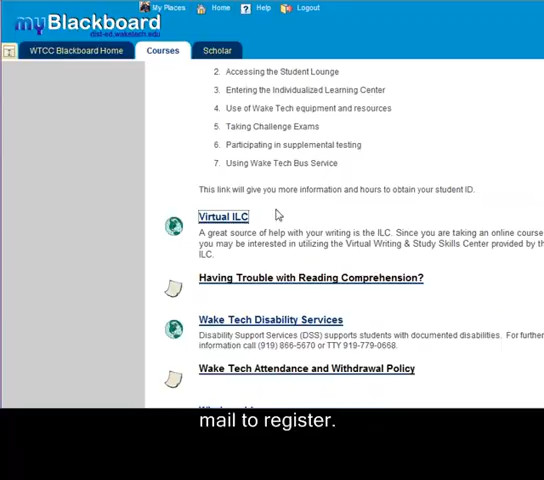 My Places Home ? Help Logout
myBlackboard
dist-ed.waketech.edu
WTCC Blackboard Home Courses Scholar
2. Accessing the Student Lounge
3. Entering the Individualized Learning Center
4. Use of Wake Tech equipment and resources
5. Taking Challenge Exams
6. Participating in supplemental testing
7. Using Wake Tech Bus Service
This link will give you more information and hours to obtain your student ID.
Virtual ILC
A great source of help with your writing is the ILC. Since you are taking an online course
you may be interested in utilizing the Virtual Writing & Study Skills Center provided by th
ILC.
Having Trouble with Reading Comprehension?
Wake Tech Disability Services
Disability Support Services (DSS) supports students with documented disabilities. For further
information call (919) 866-5670 or TTY 919-779-0668.
Wake Tech Attendance and Withdrawal Policy
mail to register.